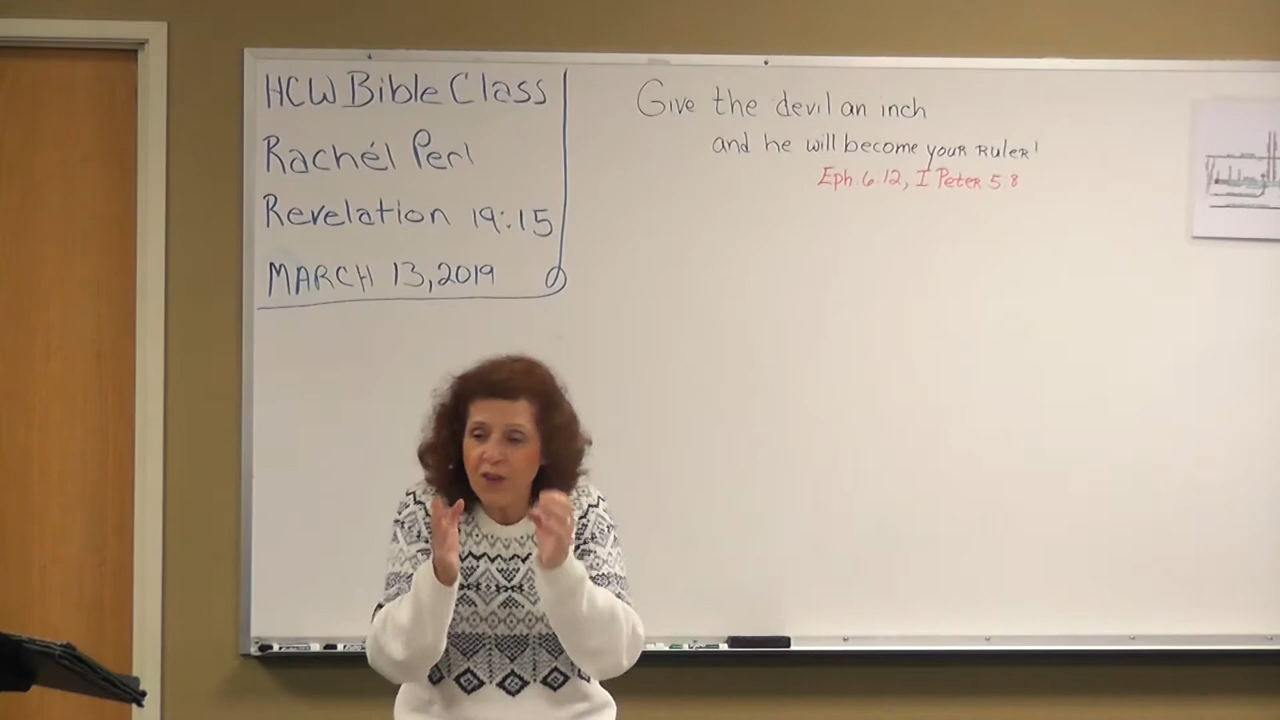 HCW Bible Class
Rachél Perl
Revelation 19:15
MARCH 13, 2019
Give the devil an inch
and he will become your RULER!
Eph. 6:12, I Peter 5:8